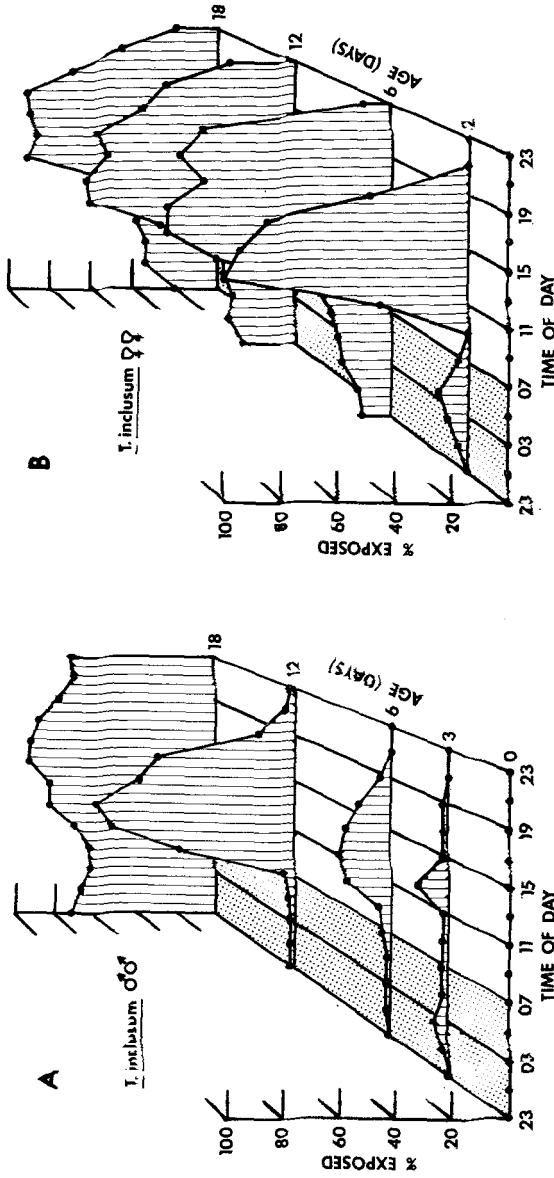 A
T. inclusum ♂♂
% EXPOSED
100
80
60
40
20
18
12
6
3
0
AGE (DAYS)
23 03 07 11 15 19 23
TIME OF DAY
B
T. inclusum ♀♀
% EXPOSED
100
80
60
40
20
18
12
6
2
AGE (DAYS)
23 03 07 11 15 19 23
TIME OF DAY